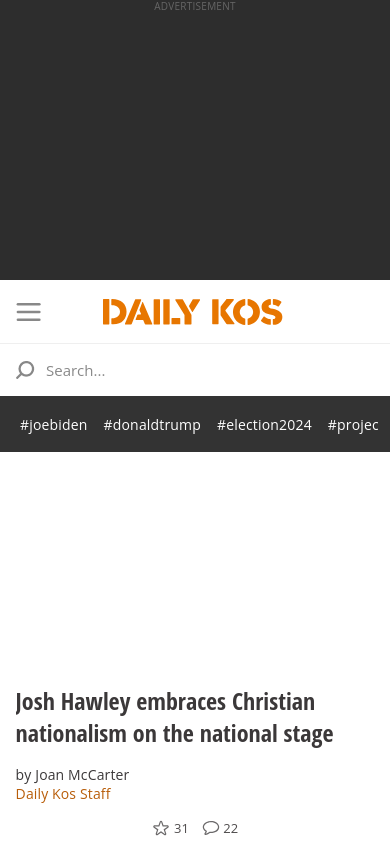 ADVERTISEMENT
DAILY KOS
Search...
#joebiden #donaldtrump #election2024 #projec
Josh Hawley embraces Christian
nationalism on the national stage
by Joan McCarter
Daily Kos Staff
31 22